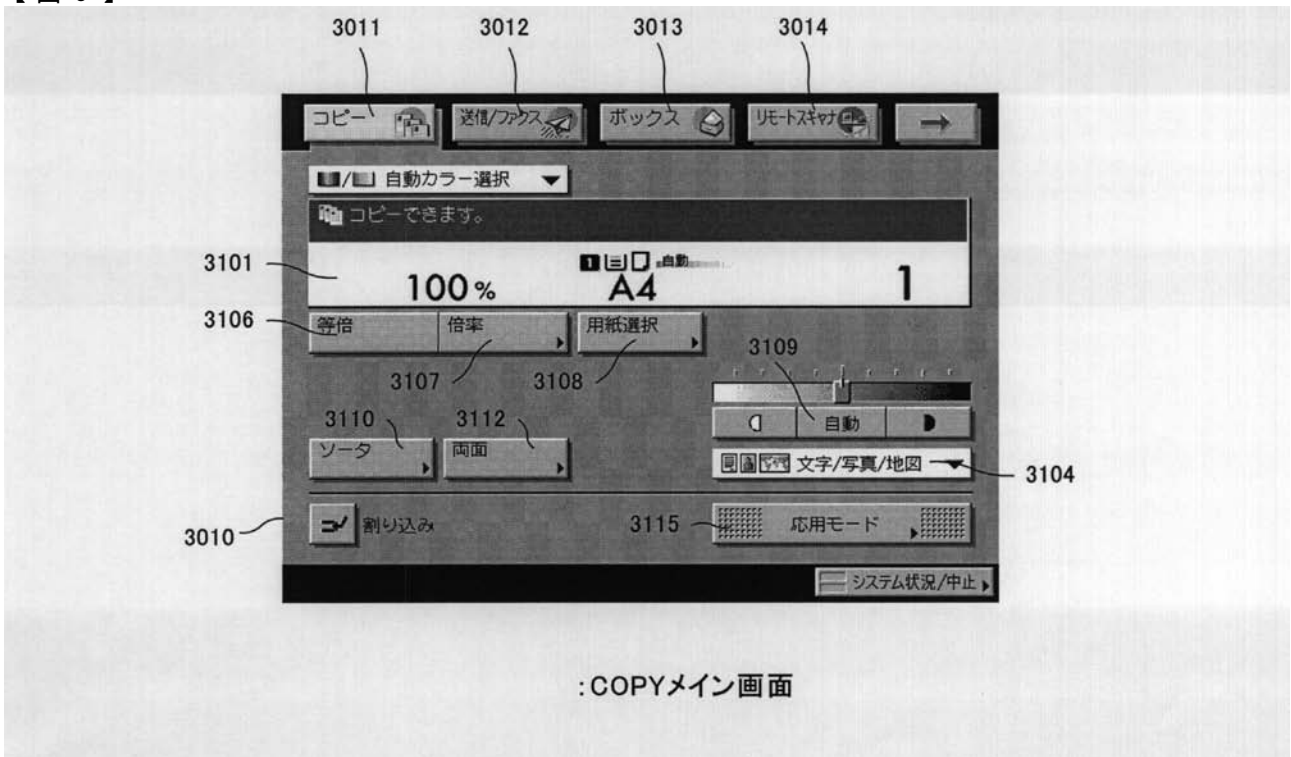 3011 3012 3013 3014
コピー 送信/ファクス ボックス リモートスキャナ
自動カラー選択
コピーできます。
3101
100% 1 自動 A4 1
3106 等倍 倍率 用紙選択
3107 3108 3109
自動
3110 3112
ソータ 両面
文字/写真/地図 3104
3010 割り込み 3115 応用モード
システム状況/中止
:COPYメイン画面